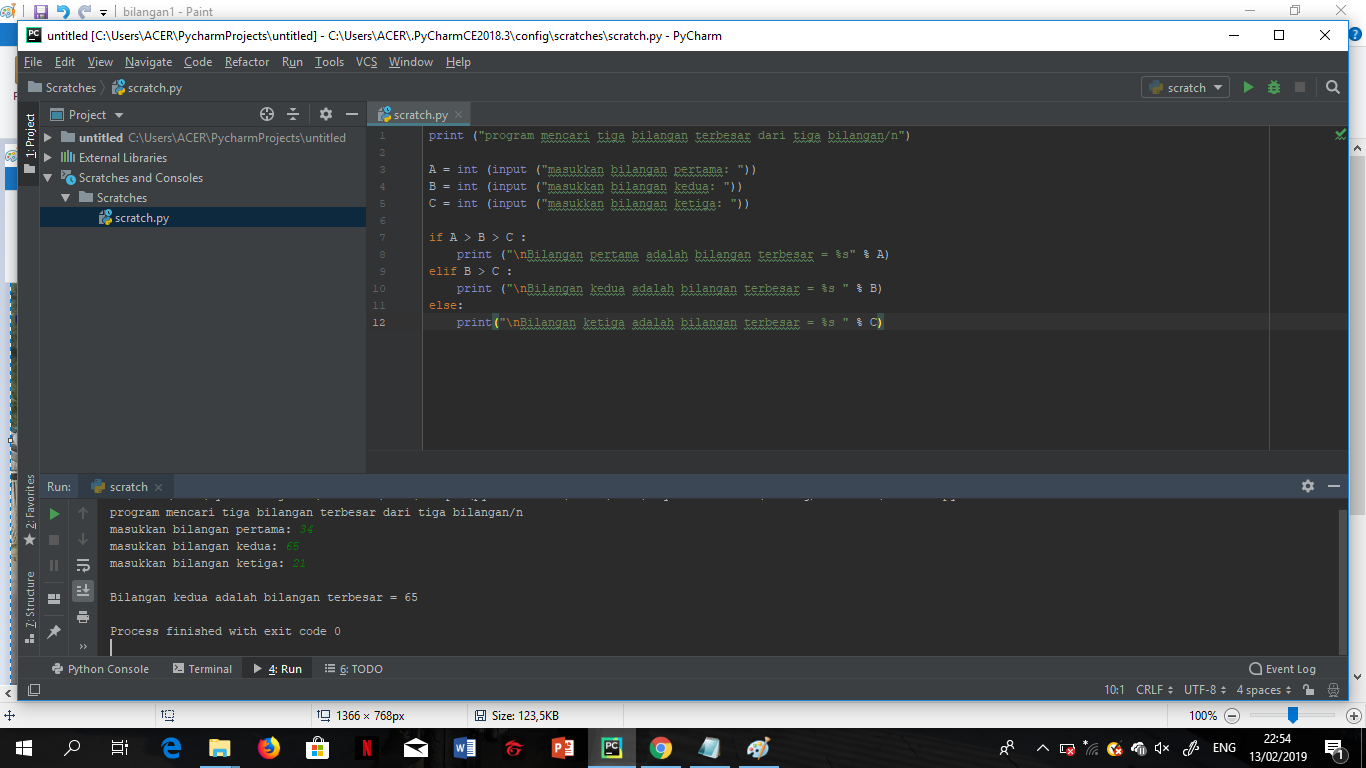 bilangan1 - Paint
untitled [C:\Users\ACER\PycharmProjects\untitled] - C:\Users\ACER\.PyCharmCE2018.3\config\scratches\scratch.py - PyCharm
File Edit View Navigate Code Refactor Run Tools VCS Window Help
Scratches scratch.py
scratch
Project
scratch.py
1: Project
untitled C:\Users\ACER\PycharmProjects\untitled
External Libraries
Scratches and Consoles
Scratches
scratch.py
1 print ("program mencari tiga bilangan terbesar dari tiga bilangan/n")
2
3 A = int (input ("masukkan bilangan pertama: "))
4 B = int (input ("masukkan bilangan kedua: "))
5 C = int (input ("masukkan bilangan ketiga: "))
6
7 if A > B > C :
8 print ("\nBilangan pertama adalah bilangan terbesar = %s" % A)
9 elif B > C :
10 print ("\nBilangan kedua adalah bilangan terbesar = %s " % B)
11 else:
12 print("\nBilangan ketiga adalah bilangan terbesar = %s " % C)
Run: scratch
2: Favorites
7: Structure
program mencari tiga bilangan terbesar dari tiga bilangan/n
masukkan bilangan pertama: 34
masukkan bilangan kedua: 65
masukkan bilangan ketiga: 21
Bilangan kedua adalah bilangan terbesar = 65
Process finished with exit code 0
Python Console Terminal 4: Run 6: TODO Event Log
10:1 CRLF UTF-8 4 spaces
1366 × 768px Size: 123,5KB 100%
ENG
22:54
13/02/2019
1